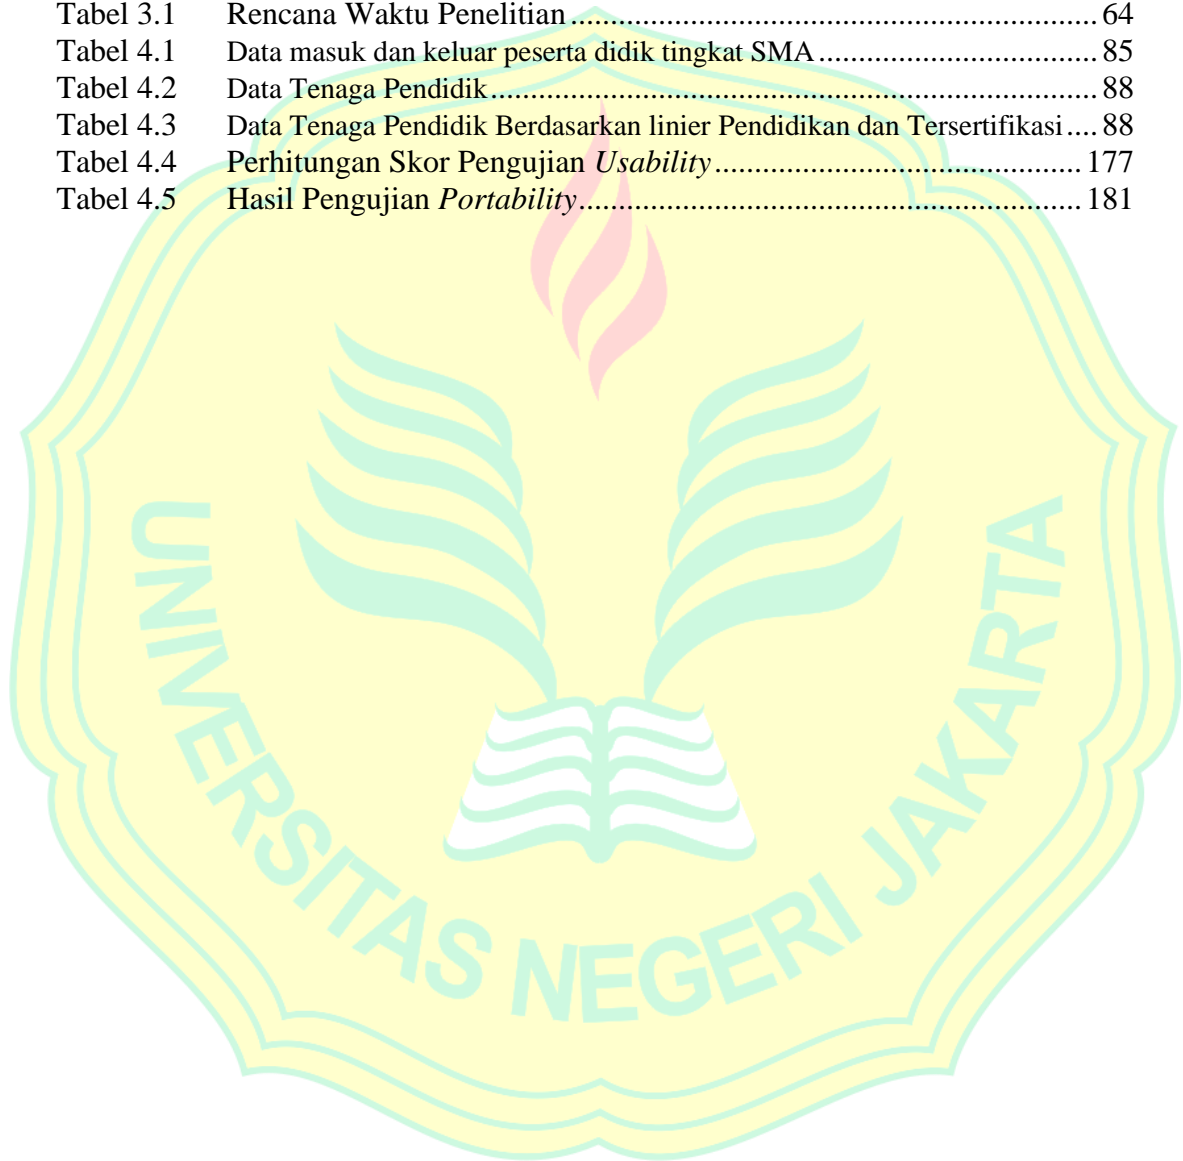 Tabel 3.1 Rencana Waktu Penelitian.................................................................. 64
Tabel 4.1 Data masuk dan keluar peserta didik tingkat SMA................................... 85
Tabel 4.2 Data Tenaga Pendidik............................................................................ 88
Tabel 4.3 Data Tenaga Pendidik Berdasarkan linier Pendidikan dan Tersertifikasi.... 88
Tabel 4.4 Perhitungan Skor Pengujian Usability.............................................. 177
Tabel 4.5 Hasil Pengujian Portability............................................................... 181
UNIVERSITAS NEGERI JAKARTA